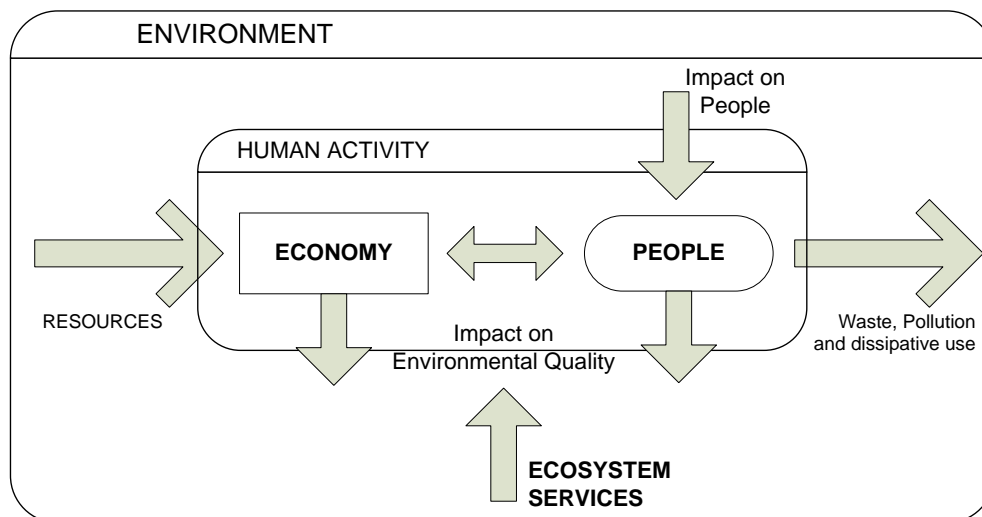 ENVIRONMENT
Impact on
People
HUMAN ACTIVITY
ECONOMY
PEOPLE
RESOURCES
Impact on
Environmental Quality
Waste, Pollution
and dissipative use
ECOSYSTEM
SERVICES